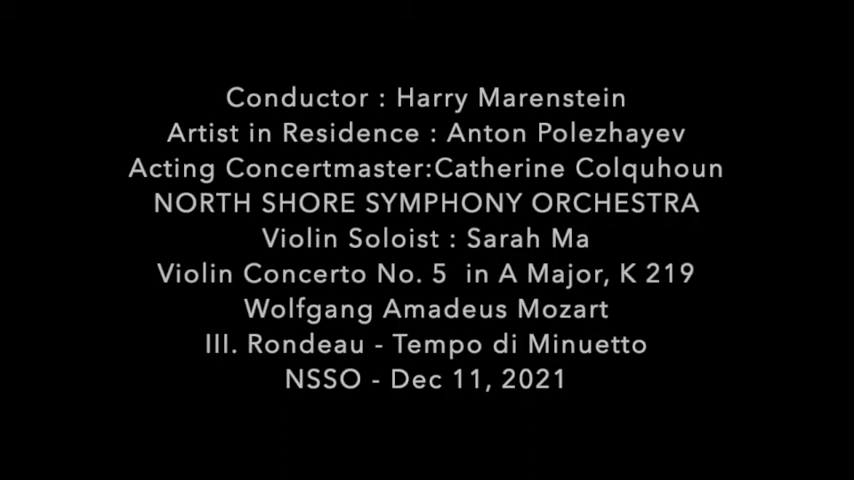 Conductor : Harry Marenstein
Artist in Residence : Anton Polezhayev
Acting Concertmaster:Catherine Colquhoun
NORTH SHORE SYMPHONY ORCHESTRA
Violin Soloist : Sarah Ma
Violin Concerto No. 5  in A Major, K 219
Wolfgang Amadeus Mozart
III. Rondeau - Tempo di Minuetto
NSSO - Dec 11, 2021